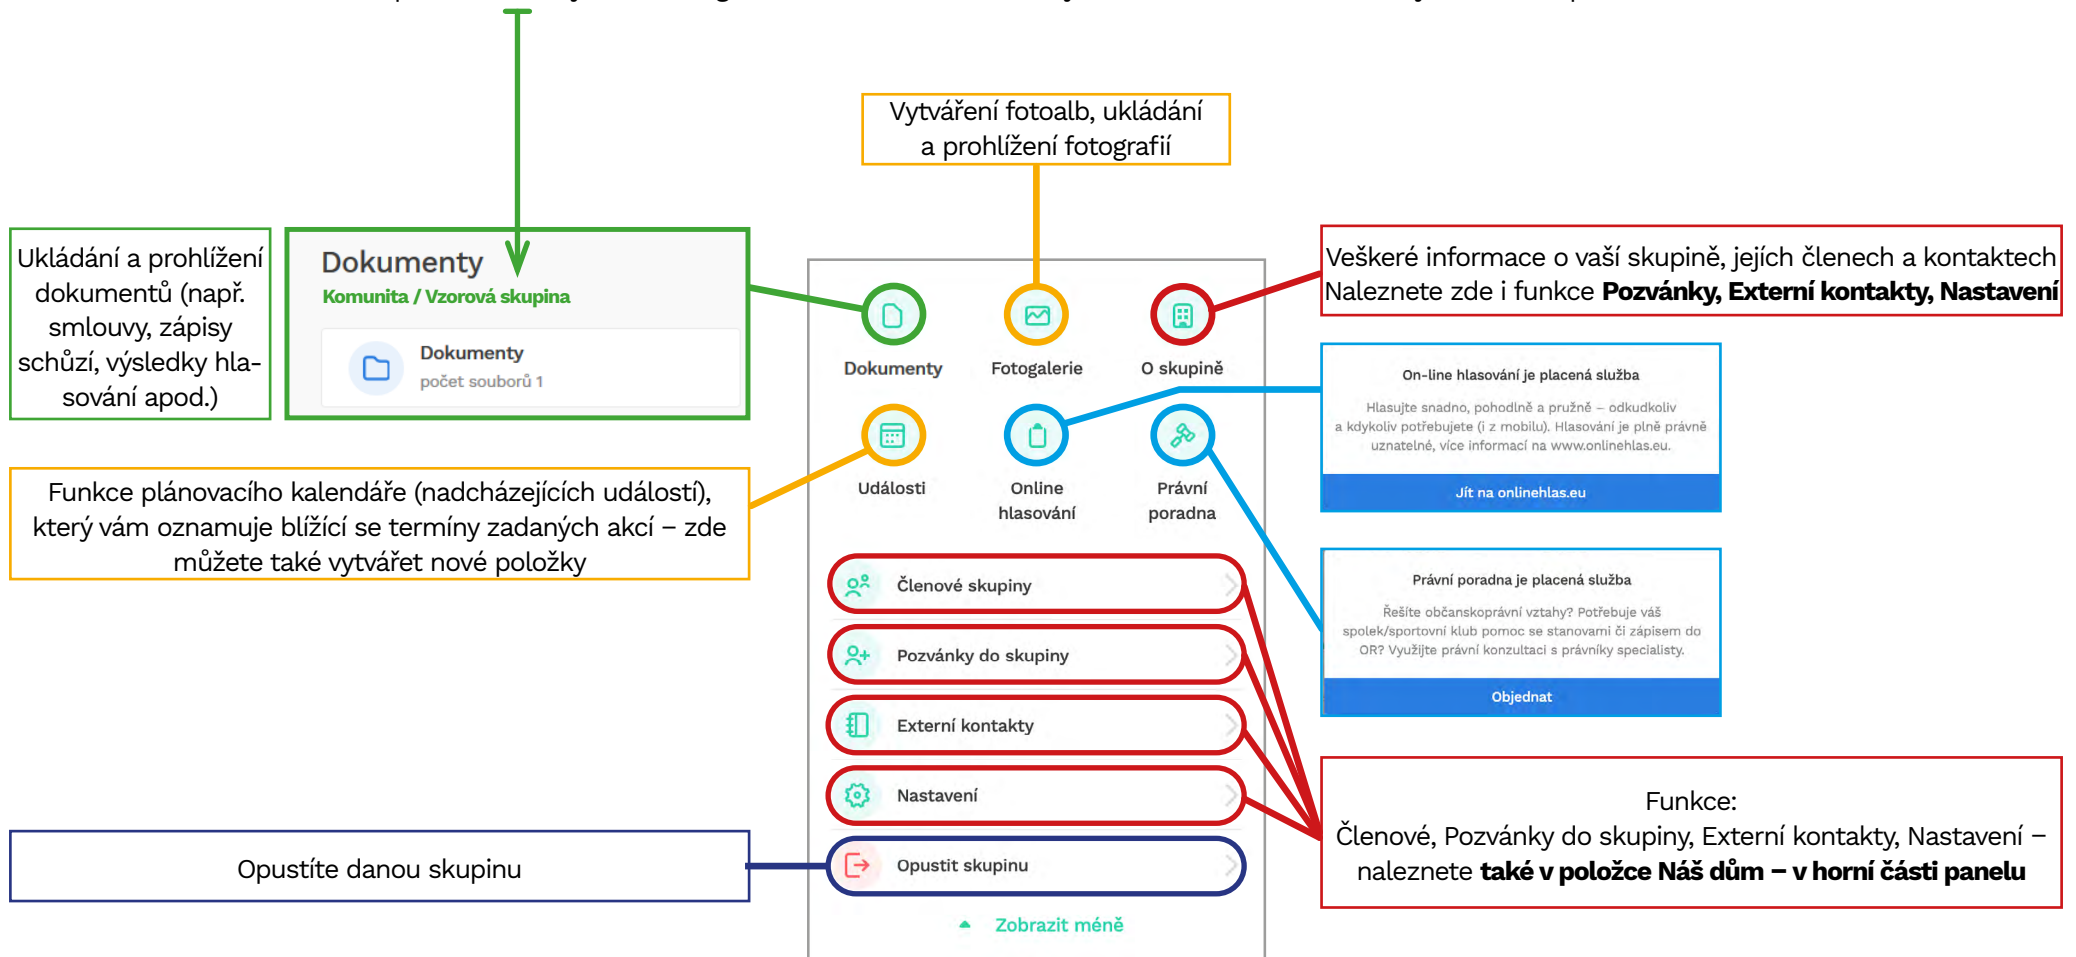 Vytváření fotoalb, ukládání
a prohlížení fotografií
Ukládání a prohlížení
dokumentů (např.
smlouvy, zápisy
schůzí, výsledky hla-
sování apod.)
Dokumenty
Komunita / Vzorová skupina
Dokumenty
počet souborů 1
Veškeré informace o vaší skupině, jejích členech a kontaktech
Naleznete zde i funkce Pozvánky, Externí kontakty, Nastavení
Dokumenty
Fotogalerie
O skupině
On-line hlasování je placená služba
Hlasujte snadno, pohodlně a pružně – odkudkoliv
a kdykoliv potřebujete (i z mobilu). Hlasování je plně právně
uznatelné, více informací na www.onlinehlas.eu.
Jít na onlinehlas.eu
Funkce plánovacího kalendáře (nadcházejících událostí),
který vám oznamuje blížící se termíny zadaných akcí – zde
můžete také vytvářet nové položky
Události
Online
hlasování
Právní
poradna
Právní poradna je placená služba
Řešíte občanskoprávní vztahy? Potřebuje váš
spolek/sportovní klub pomoc se stanovami či zápisem do
OR? Využijte právní konzultaci s právníky specialisty.
Objednat
Členové skupiny
Pozvánky do skupiny
Externí kontakty
Nastavení
Opustit skupinu
Zobrazit méně
Funkce:
Členové, Pozvánky do skupiny, Externí kontakty, Nastavení –
naleznete také v položce Náš dům – v horní části panelu
Opustíte danou skupinu